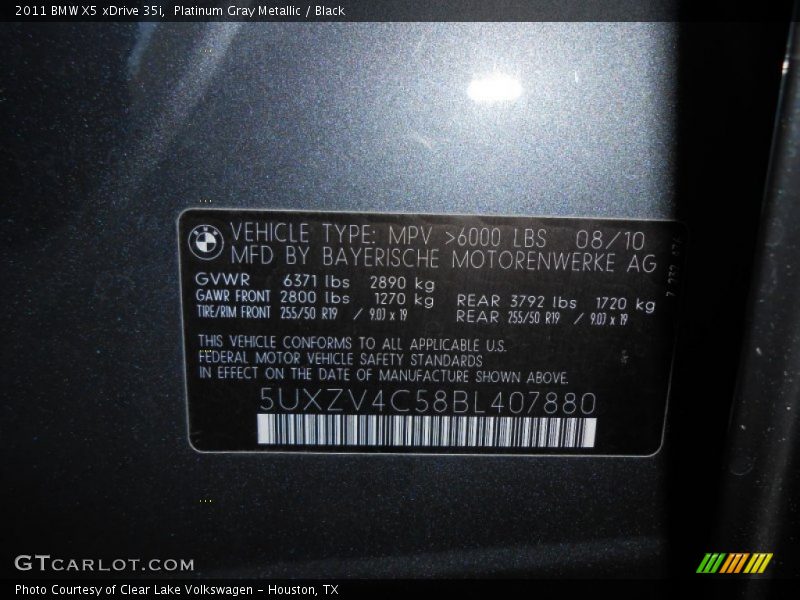 2011 BMW X5 xDrive 35i, Platinum Gray Metallic / Black
VEHICLE TYPE: MPV >6000 LBS 08/10
MFD BY BAYERISCHE MOTORENWERKE AG
GVWR 6371 lbs 2890 kg
GAWR FRONT 2800 lbs 1270 kg REAR 3792 lbs 1720 kg
TIRE/RIM FRONT 255/50 R19 / 9.0J x 19 REAR 255/50 R19 / 9.0J x 19
THIS VEHICLE CONFORMS TO ALL APPLICABLE U.S.
FEDERAL MOTOR VEHICLE SAFETY STANDARDS
IN EFFECT ON THE DATE OF MANUFACTURE SHOWN ABOVE.
5UXZV4C58BL407880
GTCARLOT.COM
Photo Courtesy of Clear Lake Volkswagen - Houston, TX